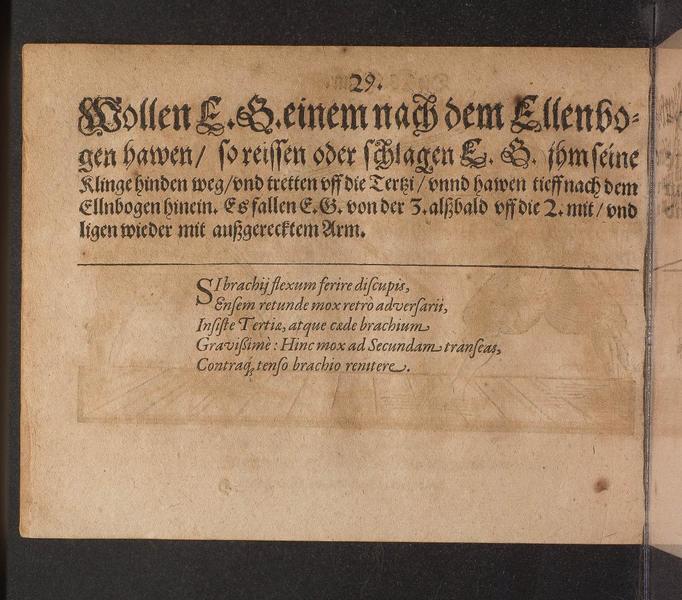 29.
Wollen E. G. einem nach dem Ellenbo-
gen hawen/ so reissen oder schlagen E. G. jhm seine
Klinge hinden weg/ vnd tretten vff die Tertzi/ vnnd hawen tieff nach dem
Ellnbogen hinein. Es fallen E. G. von der 3. alßbald vff die 2. mit/ vnd
ligen wieder mit außgerecktem Arm.
SI brachij flexum ferire discupis,
Ensem retunde mox retrò adversarii,
Insiste Tertiæ, atque cæde brachium
Gravißimè: Hinc mox ad Secundam transeas,
Contraq́; tenso brachio renitere.